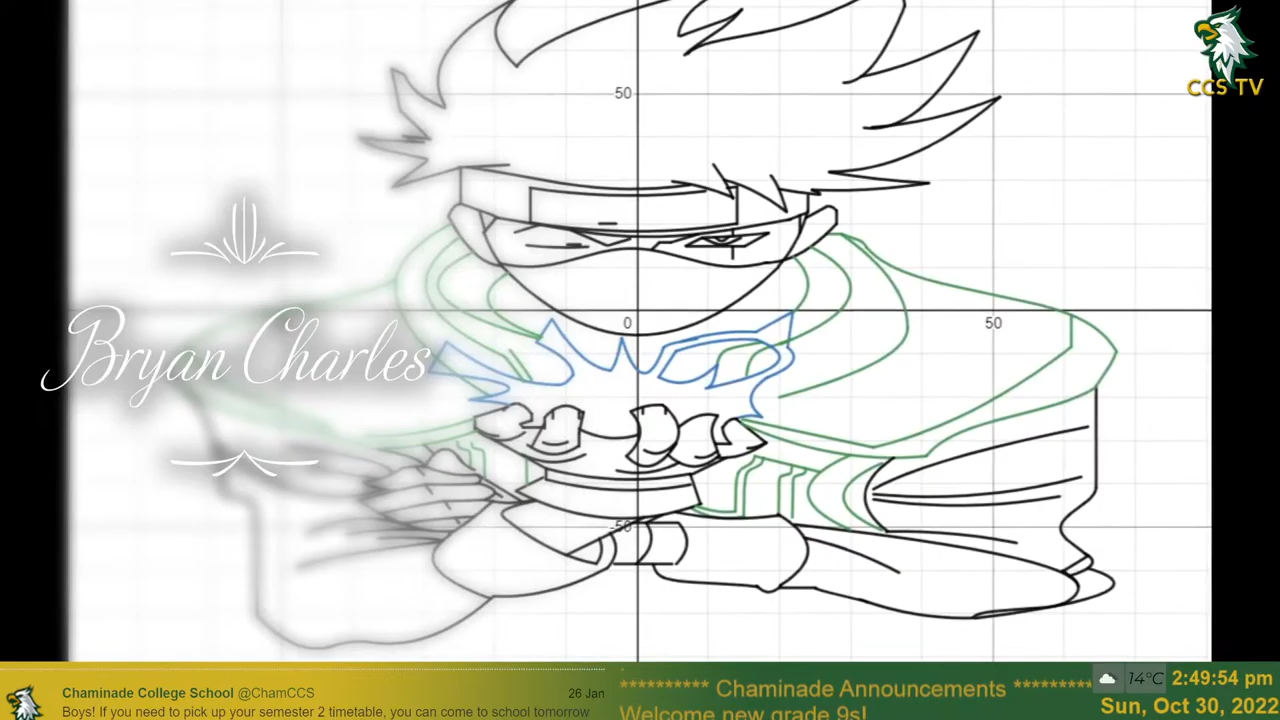 CCS TV
50
0
50
-50
Bryan Charles
Chaminade College School @ChamCCS
26 Jan
Boys! If you need to pick up your semester 2 timetable, you can come to school tomorrow
********** Chaminade Announcements *********
Welcome new grade 9s!
14°C
2:49:54 pm
Sun, Oct 30, 2022